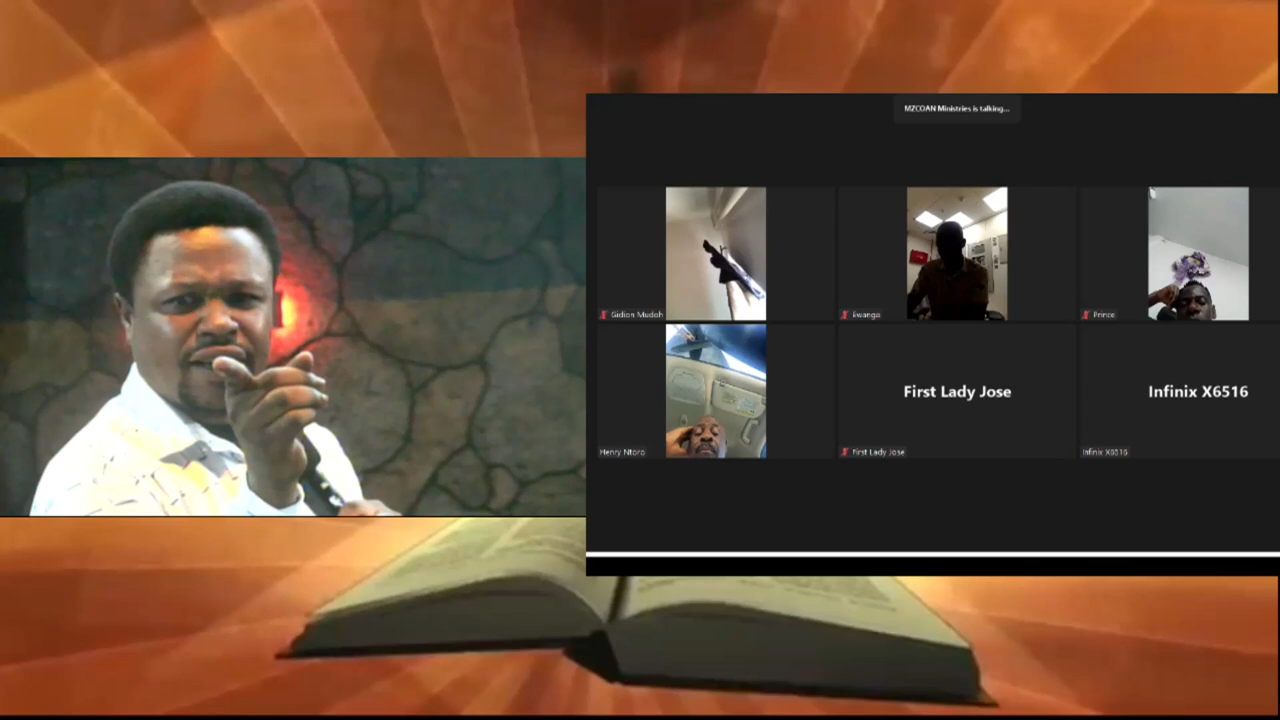 MZCOAN Ministries is talking...
Gidion Mudoh
Ewango
Prince
First Lady Jose
Infinix X6516
Henry Ntoro
First Lady Jose
Infinix X6516